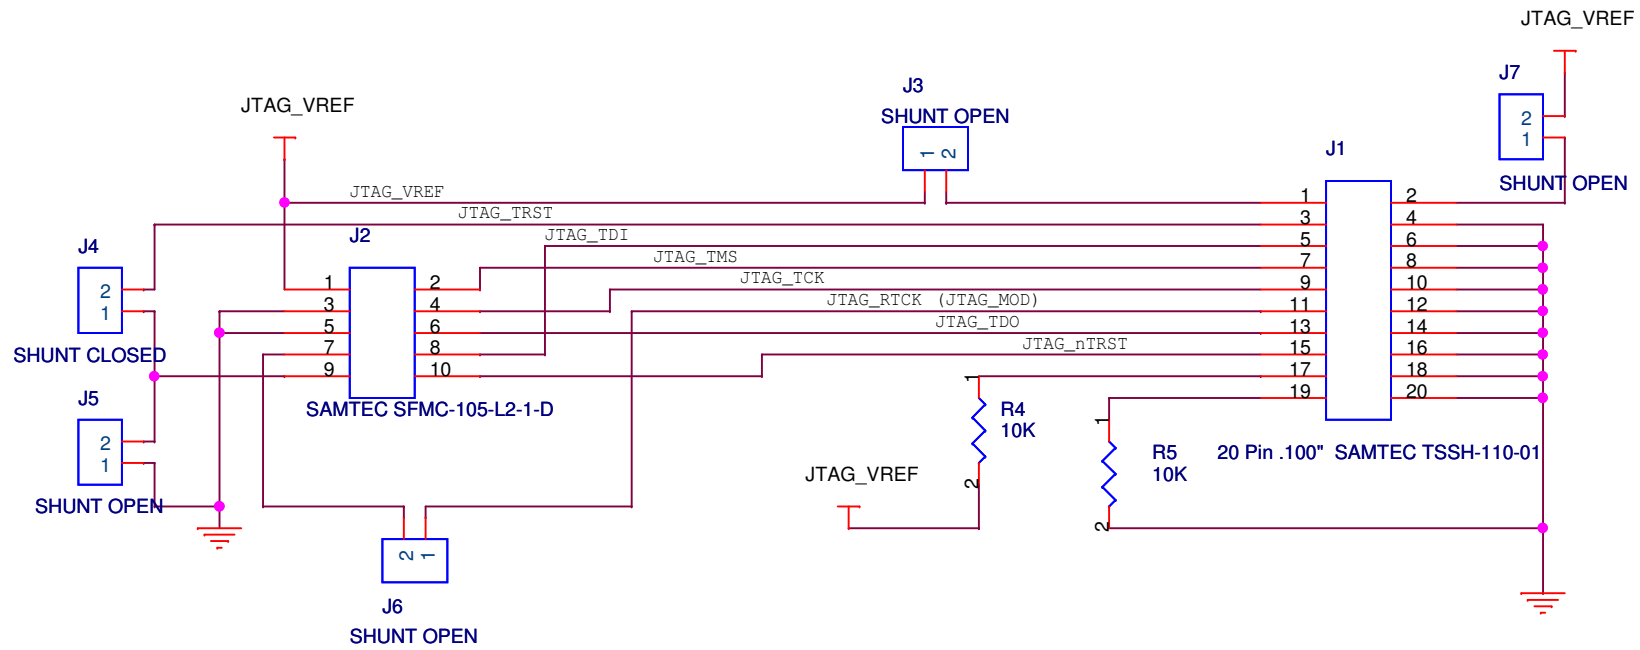 JTAG_VREF
J7
2
1
SHUNT OPEN
J3
SHUNT OPEN
1 2
JTAG_VREF
J1
JTAG_VREF
JTAG_TRST
JTAG_TDI
JTAG_TMS
JTAG_TCK
JTAG_RTCK (JTAG_MOD)
JTAG_TDO
JTAG_nTRST
1 2
3 4
5 6
7 8
9 10
11 12
13 14
15 16
17 18
19 20
20 Pin .100" SAMTEC TSSH-110-01
J4
2
1
SHUNT CLOSED
J2
1 2
3 4
5 6
7 8
9 10
SAMTEC SFMC-105-L2-1-D
J5
2
1
SHUNT OPEN
1
R4
10K
2
JTAG_VREF
1
R5
10K
2
2 1
J6
SHUNT OPEN